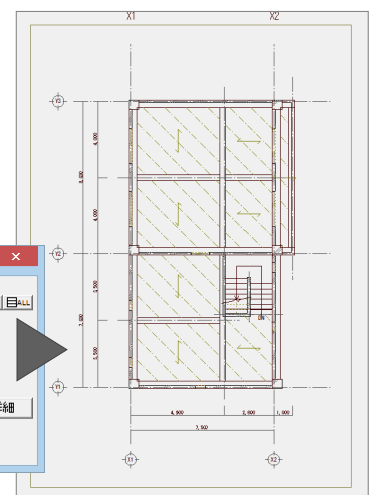 X1 X2
Y3
4,000
8,000
4,000
Y2
ALL
3,500
7,000
DN
詳細
3,500
Y1
4,900 2,600 1,000
7,500
X1 X2